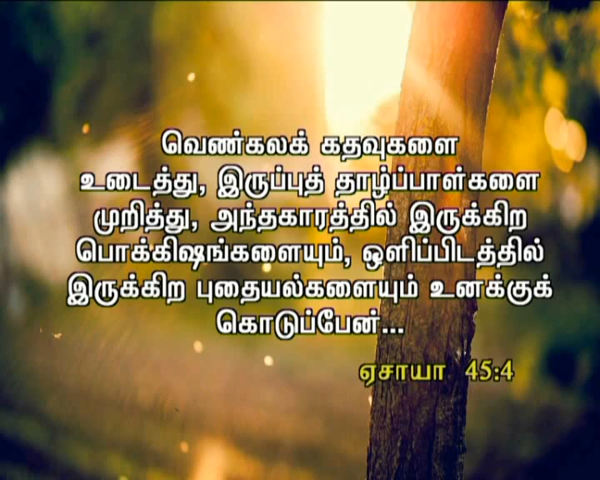 வெண்கலக் கதவுகளை
உடைத்து, இருப்புத் தாழ்ப்பாள்களை
முறித்து, அந்தகாரத்தில் இருக்கிற
பொக்கிஷங்களையும், ஒளிப்பிடத்தில்
இருக்கிற புதையல்களையும் உனக்குக்
கொடுப்பேன்...
ஏசாயா 45:4